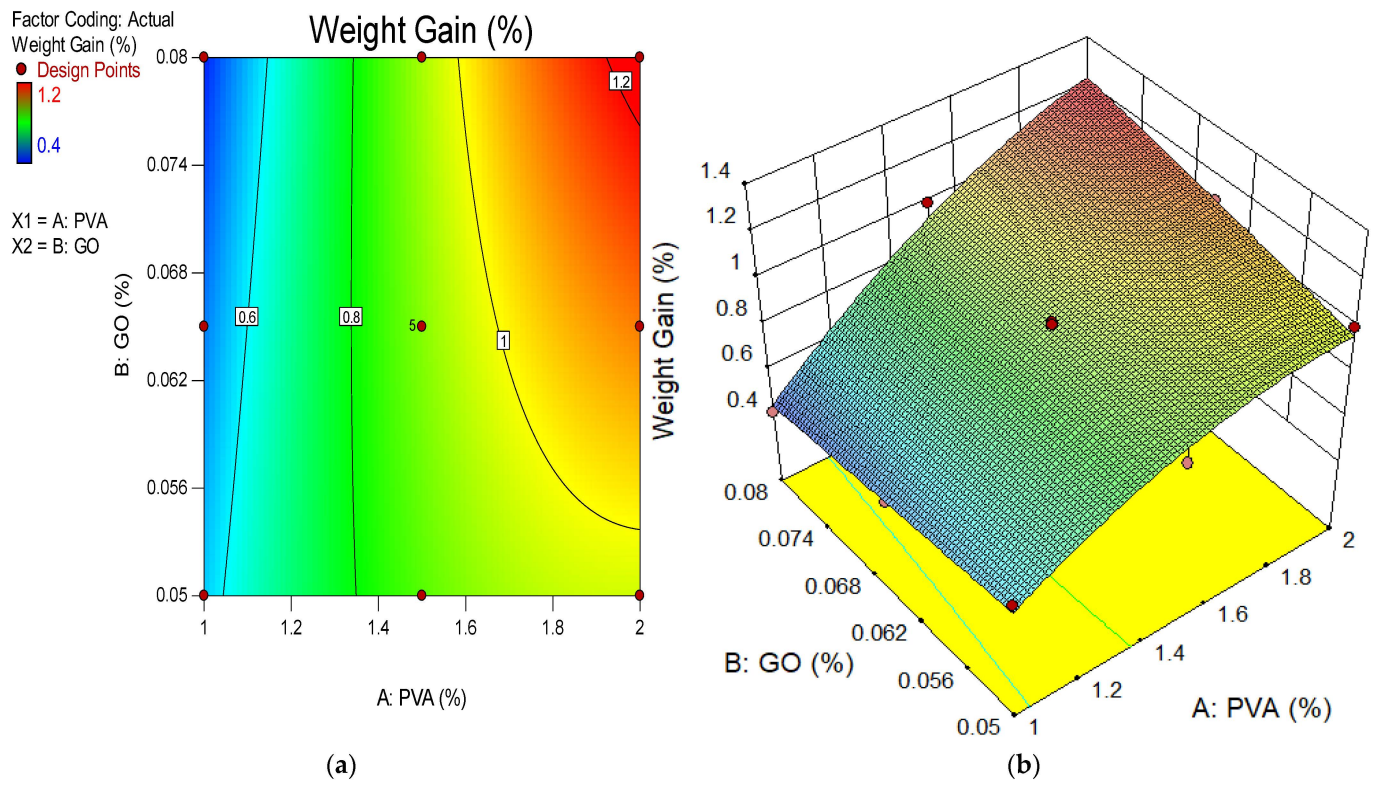 Factor Coding: Actual
Weight Gain (%)
Design Points
1.2
0.4
X1 = A: PVA
X2 = B: GO
Weight Gain (%)
0.08
0.074
0.068
0.062
0.056
0.05
B: GO (%)
1.2
0.6
0.8
5
1
1
1.2
1.4
1.6
1.8
2
A: PVA (%)
(a)
1.4
1.2
1
0.8
0.6
0.4
Weight Gain (%)
0.08
0.074
0.068
0.062
0.056
0.05
B: GO (%)
1
1.2
1.4
1.6
1.8
2
A: PVA (%)
(b)